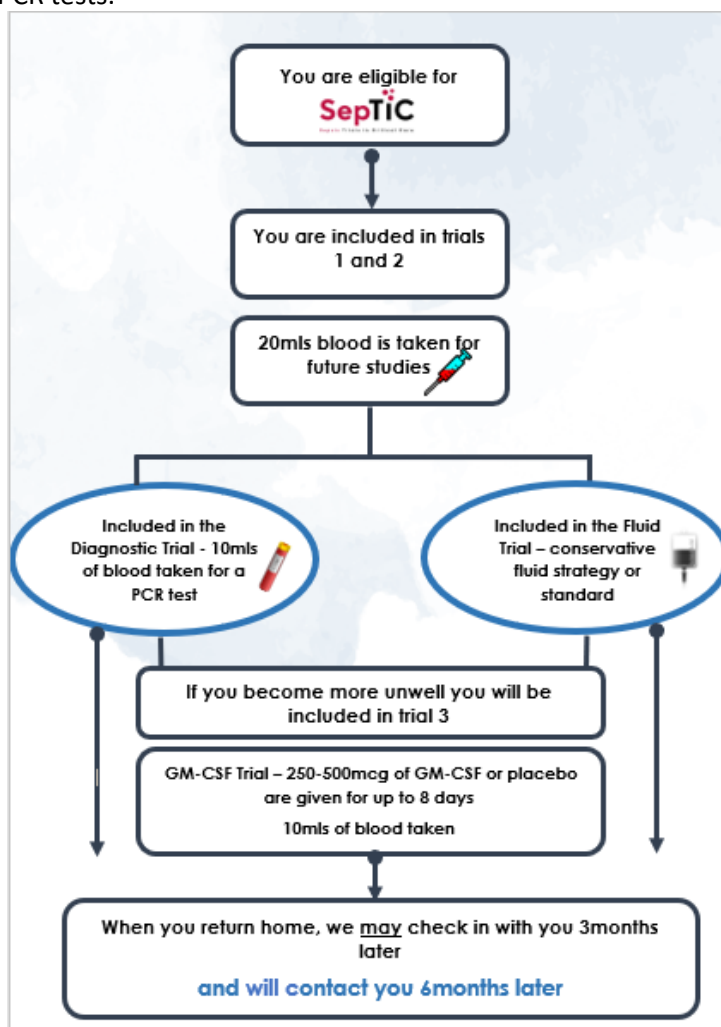 PCR tests.
You are eligible for
SepTiC
Sepsis Trials in Critical Care
You are included in trials
1 and 2
20mls blood is taken for
future studies
Included in the
Diagnostic Trial - 10mls
of blood taken for a
PCR test
Included in the Fluid
Trial – conservative
fluid strategy or
standard
If you become more unwell you will be
included in trial 3
GM-CSF Trial – 250-500mcg of GM-CSF or placebo
are given for up to 8 days
10mls of blood taken
When you return home, we may check in with you 3months
later
and will contact you 6months later